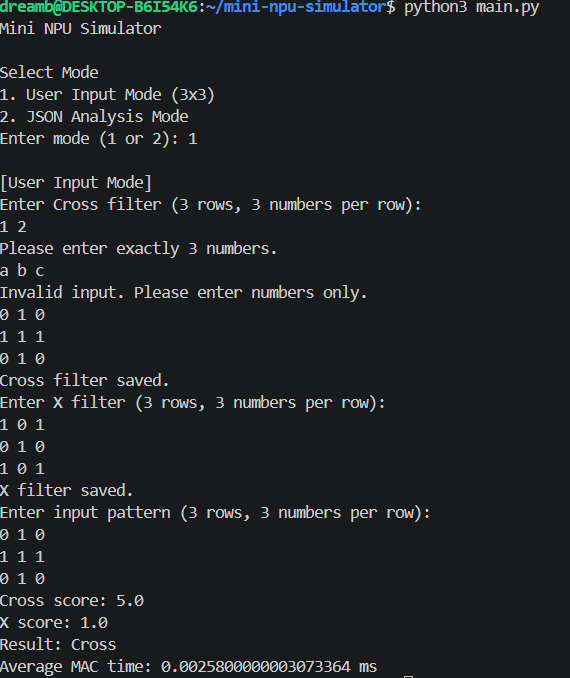 dreamb@DESKTOP-B6I54K6:~/mini-npu-simulator$ python3 main.py
Mini NPU Simulator
Select Mode
1. User Input Mode (3x3)
2. JSON Analysis Mode
Enter mode (1 or 2): 1
[User Input Mode]
Enter Cross filter (3 rows, 3 numbers per row):
1 2
Please enter exactly 3 numbers.
a b c
Invalid input. Please enter numbers only.
0 1 0
1 1 1
0 1 0
Cross filter saved.
Enter X filter (3 rows, 3 numbers per row):
1 0 1
0 1 0
1 0 1
X filter saved.
Enter input pattern (3 rows, 3 numbers per row):
0 1 0
1 1 1
0 1 0
Cross score: 5.0
X score: 1.0
Result: Cross
Average MAC time: 0.0025800000003073364 ms